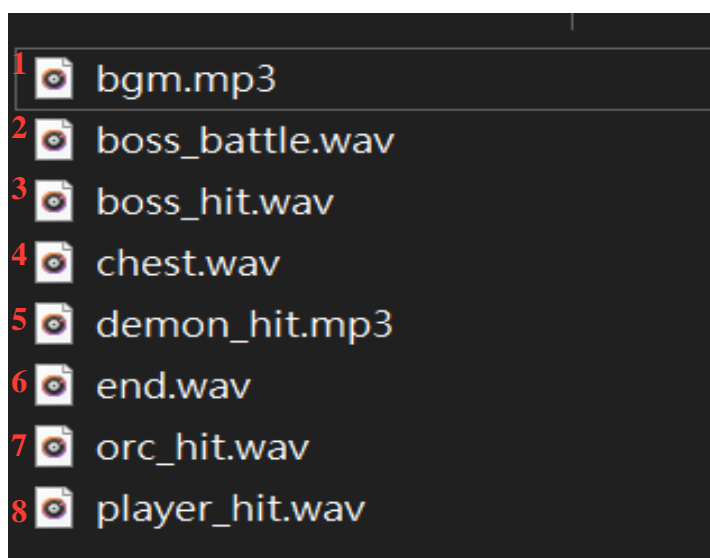 1 bgm.mp3
2 boss_battle.wav
3 boss_hit.wav
4 chest.wav
5 demon_hit.mp3
6 end.wav
7 orc_hit.wav
8 player_hit.wav